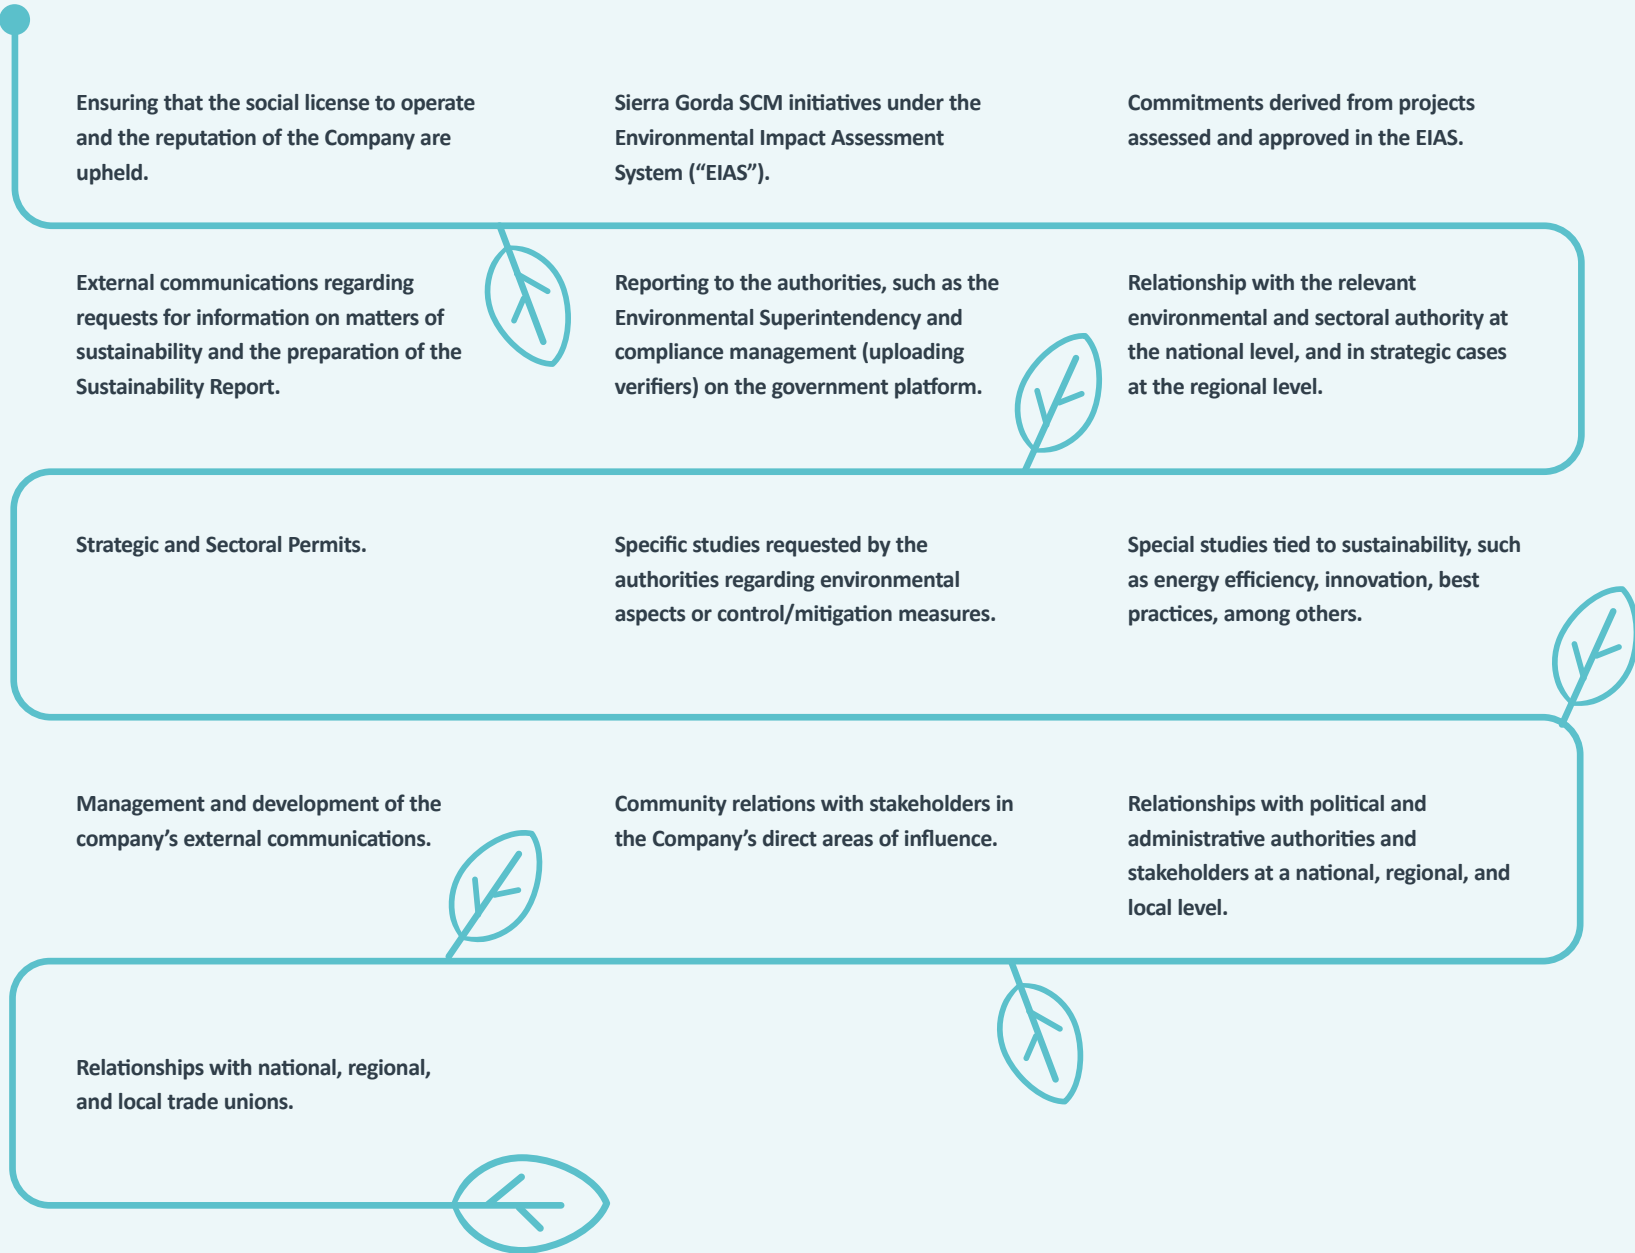 Ensuring that the social license to operate
and the reputation of the Company are
upheld.
Sierra Gorda SCM initiatives under the
Environmental Impact Assessment
System (“EIAS”).
Commitments derived from projects
assessed and approved in the EIAS.
External communications regarding
requests for information on matters of
sustainability and the preparation of the
Sustainability Report.
Reporting to the authorities, such as the
Environmental Superintendency and
compliance management (uploading
verifiers) on the government platform.
Relationship with the relevant
environmental and sectoral authority at
the national level, and in strategic cases
at the regional level.
Strategic and Sectoral Permits.
Specific studies requested by the
authorities regarding environmental
aspects or control/mitigation measures.
Special studies tied to sustainability, such
as energy efficiency, innovation, best
practices, among others.
Management and development of the
company’s external communications.
Community relations with stakeholders in
the Company’s direct areas of influence.
Relationships with political and
administrative authorities and
stakeholders at a national, regional, and
local level.
Relationships with national, regional,
and local trade unions.